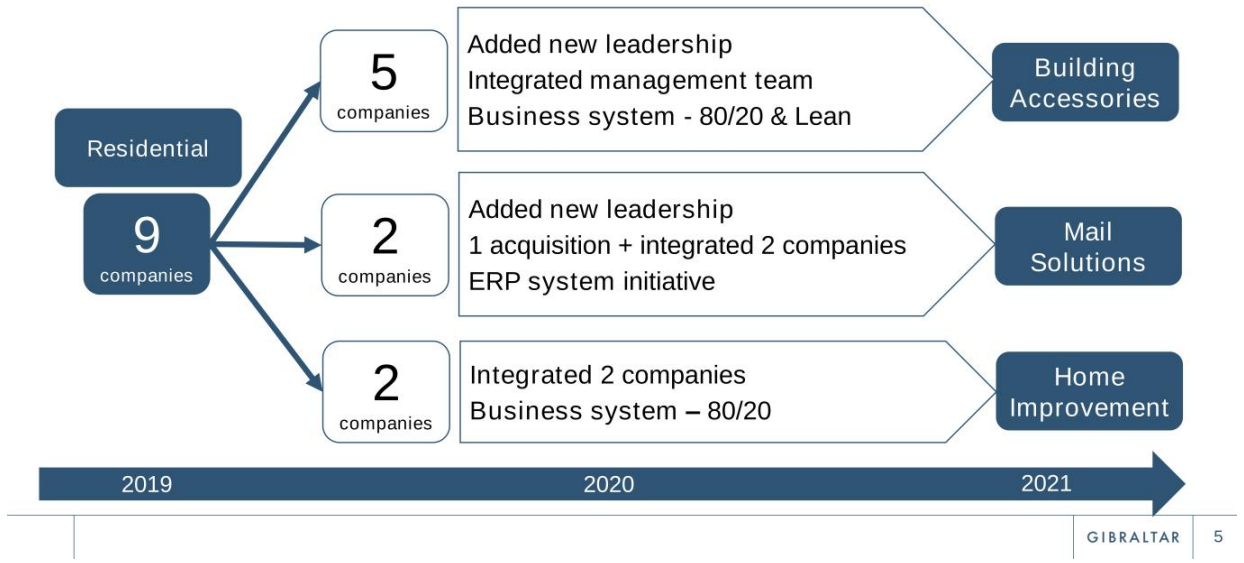 Residential
9
companies
5
companies
Added new leadership
Integrated management team
Business system - 80/20 & Lean
Building
Accessories
2
companies
Added new leadership
1 acquisition + integrated 2 companies
ERP system initiative
Mail
Solutions
2
companies
Integrated 2 companies
Business system – 80/20
Home
Improvement
2019 2020 2021
GIBRALTAR 5